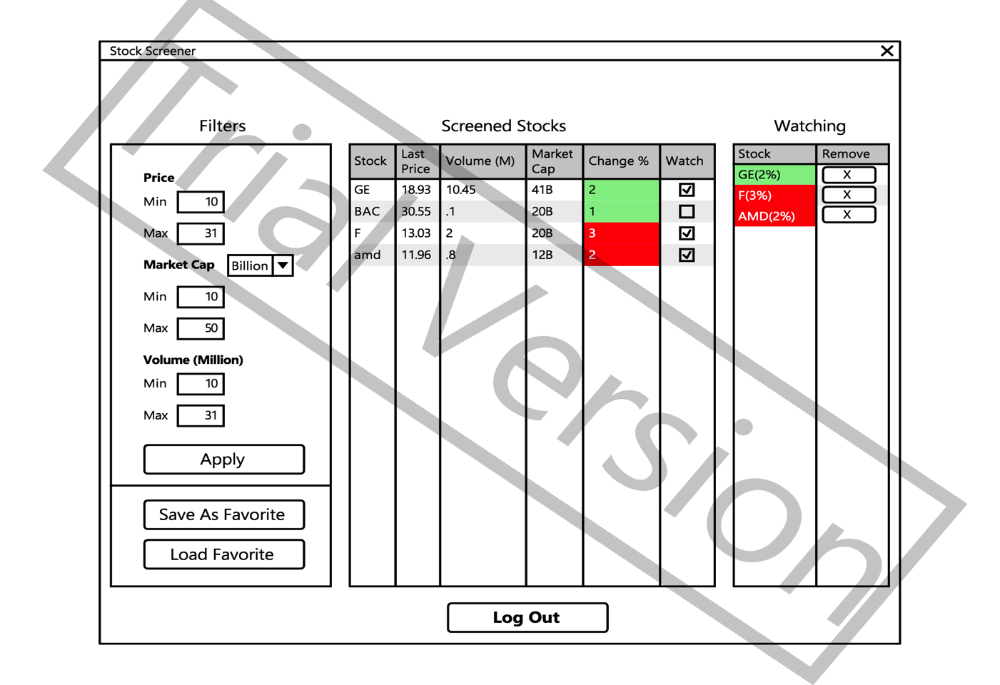 Stock Screener
Filters
Price
Min 10
Max 31
Market Cap Billion
Min 10
Max 50
Volume (Million)
Min 10
Max 31
Apply
Save As Favorite
Load Favorite
Screened Stocks
Stock Last Price Volume (M) Market Cap Change % Watch
GE 18.93 10.45 41B 2
BAC 30.55 .1 20B 1
F 13.03 2 20B 3
amd 11.96 .8 12B 2
Watching
Stock Remove
GE(2%) X
F(3%) X
AMD(2%) X
Log Out
Trial Version